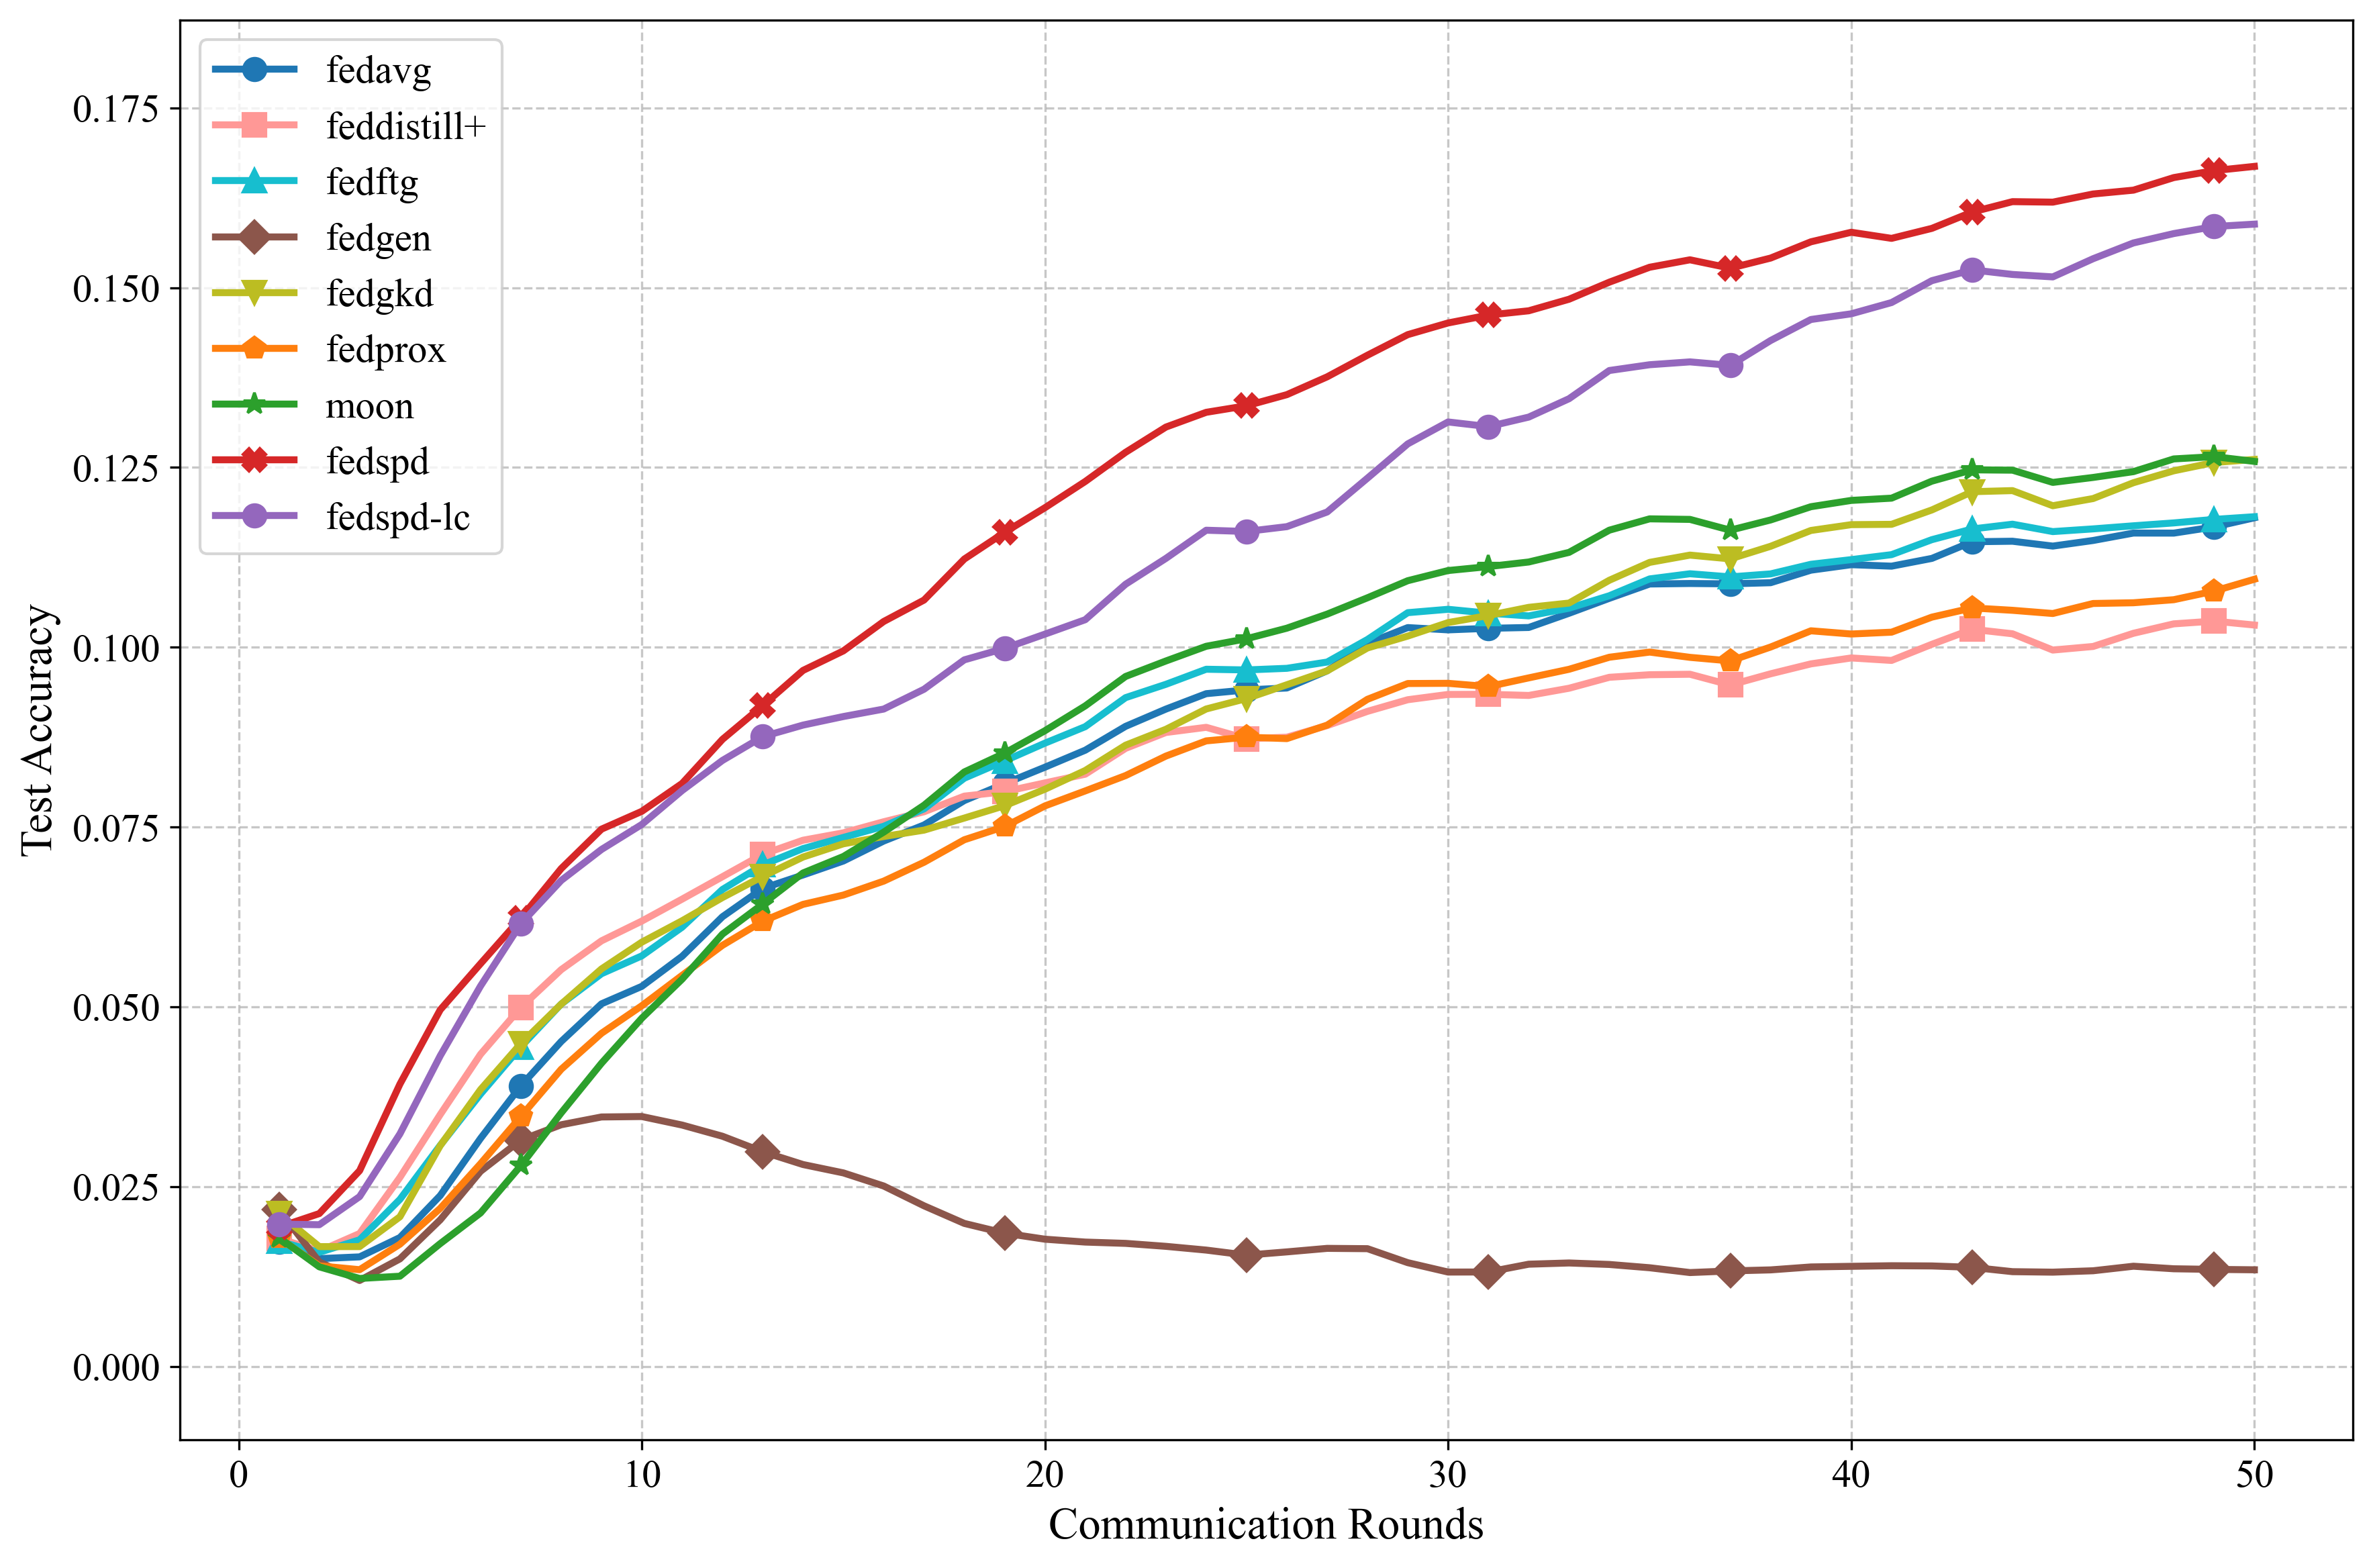 fedavg
feddistill+
fedftg
fedgen
fedgkd
fedprox
moon
fedspd
fedspd-lc
Test Accuracy
0.175
0.150
0.125
0.100
0.075
0.050
0.025
0.000
0 10 20 30 40 50
Communication Rounds